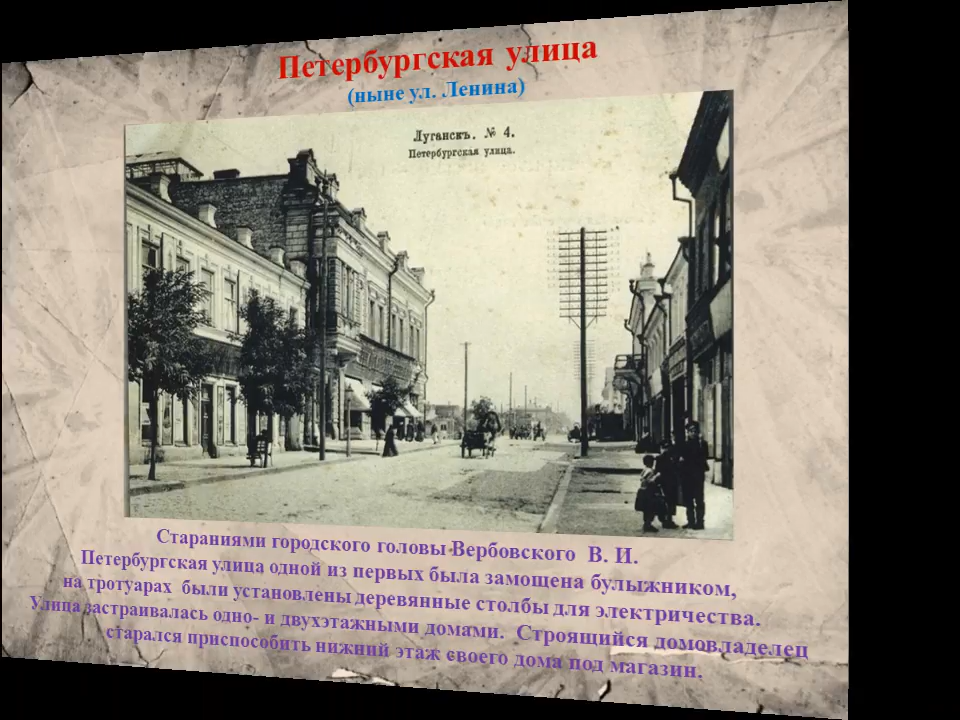 Петербургская улица
(ныне ул. Ленина)
Луганскъ. № 4.
Петербургская улица.
Стараниями городского головы Вербовского В. И.
Петербургская улица одной из первых была замощена булыжником,
на тротуарах были установлены деревянные столбы для электричества.
Улица застраивалась одно- и двухэтажными домами. Строящийся домовладелец
старался приспособить нижний этаж своего дома под магазин.